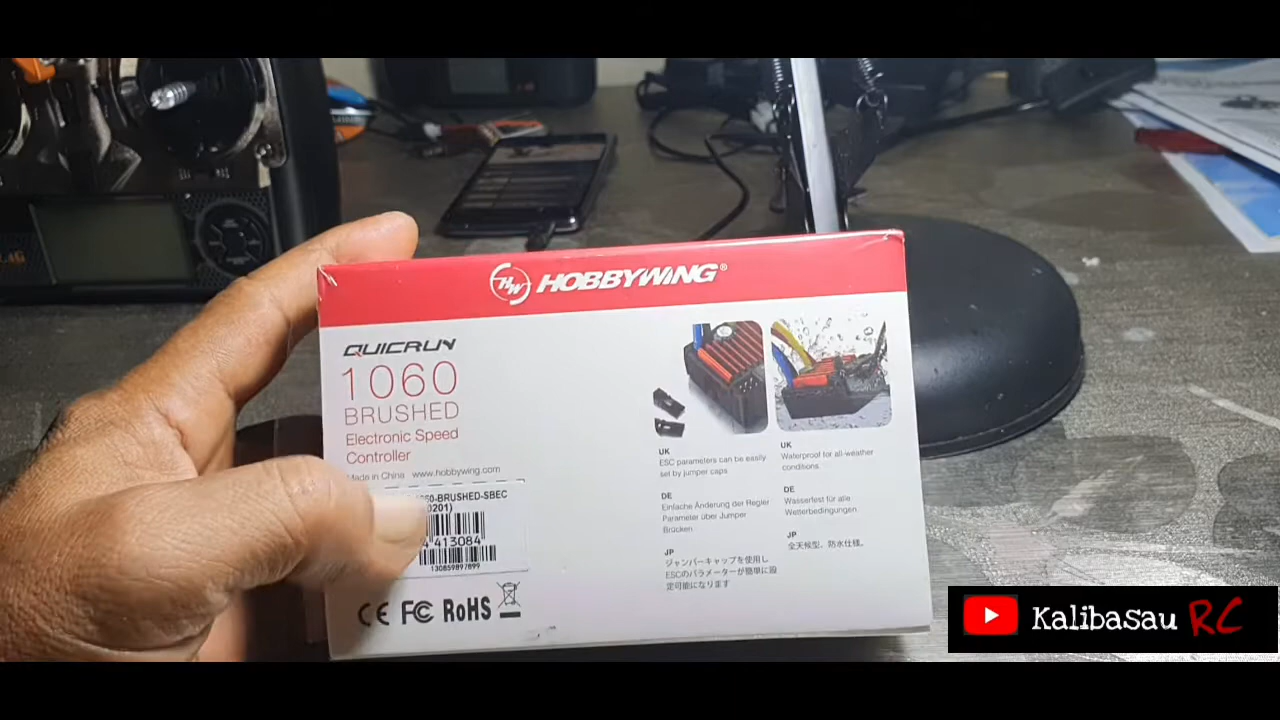 HOBBYWING®
QUICRUN
1060
BRUSHED
Electronic Speed
Controller
Made in China www.hobbywing.com
60-BRUSHED-SBEC
0201)
413084
130859897899
CE FC RoHS
UK
ESC parameters can be easily
set by jumper caps
DE
Einfache Änderung der Regler
Parameter über Jumper
Brücken
JP
ジャンパーキャップを使用し
ESCのパラメーターが簡単に設
定可能になります
UK
Waterproof for all-weather
conditions.
DE
Wasserfest für alle
Wetterbedingungen
JP
全天候型、防水仕様。
Kalibasau RC